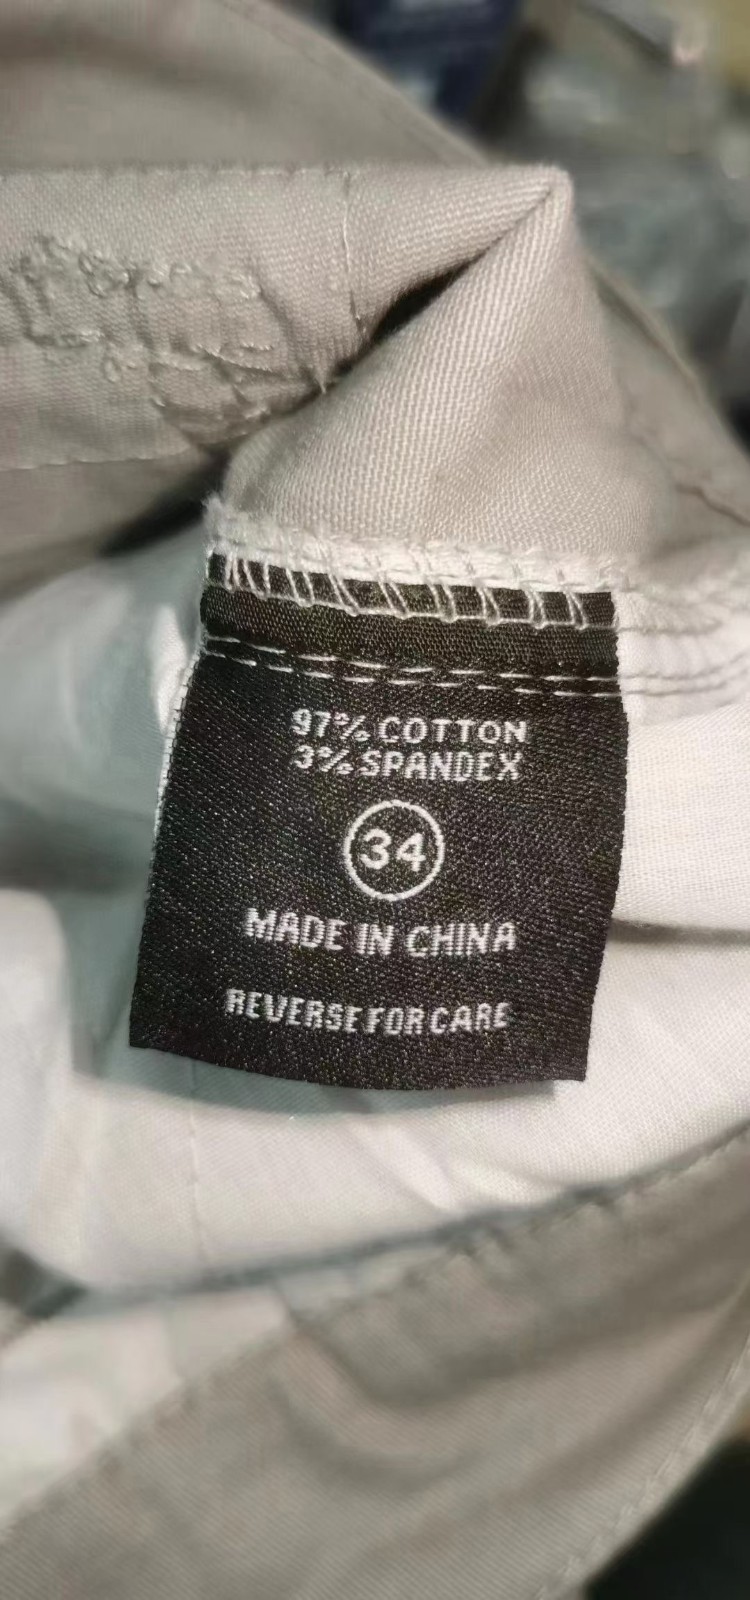 97% COTTON
3% SPANDEX
34
MADE IN CHINA
REVERSE FOR CARE